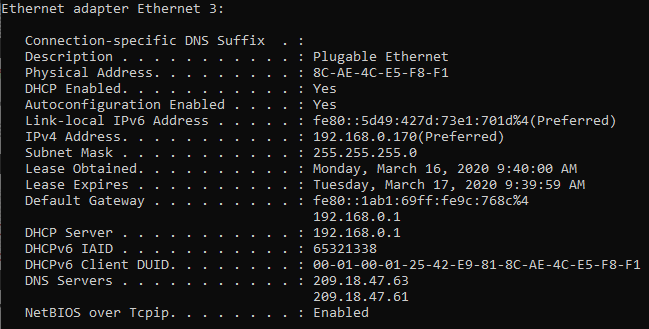 Ethernet adapter Ethernet 3:
Connection-specific DNS Suffix . :
Description . . . . . . . . . . . : Plugable Ethernet
Physical Address. . . . . . . . . : 8C-AE-4C-E5-F8-F1
DHCP Enabled. . . . . . . . . . . : Yes
Autoconfiguration Enabled . . . . : Yes
Link-local IPv6 Address . . . . . : fe80::5d49:427d:73e1:701d%4(Preferred)
IPv4 Address. . . . . . . . . . . : 192.168.0.170(Preferred)
Subnet Mask . . . . . . . . . . . : 255.255.255.0
Lease Obtained. . . . . . . . . . : Monday, March 16, 2020 9:40:00 AM
Lease Expires . . . . . . . . . . : Tuesday, March 17, 2020 9:39:59 AM
Default Gateway . . . . . . . . . : fe80::1ab1:69ff:fe9c:768c%4
192.168.0.1
DHCP Server . . . . . . . . . . . : 192.168.0.1
DHCPv6 IAID . . . . . . . . . . . : 65321338
DHCPv6 Client DUID. . . . . . . . : 00-01-00-01-25-42-E9-81-8C-AE-4C-E5-F8-F1
DNS Servers . . . . . . . . . . . : 209.18.47.63
209.18.47.61
NetBIOS over Tcpip. . . . . . . . : Enabled